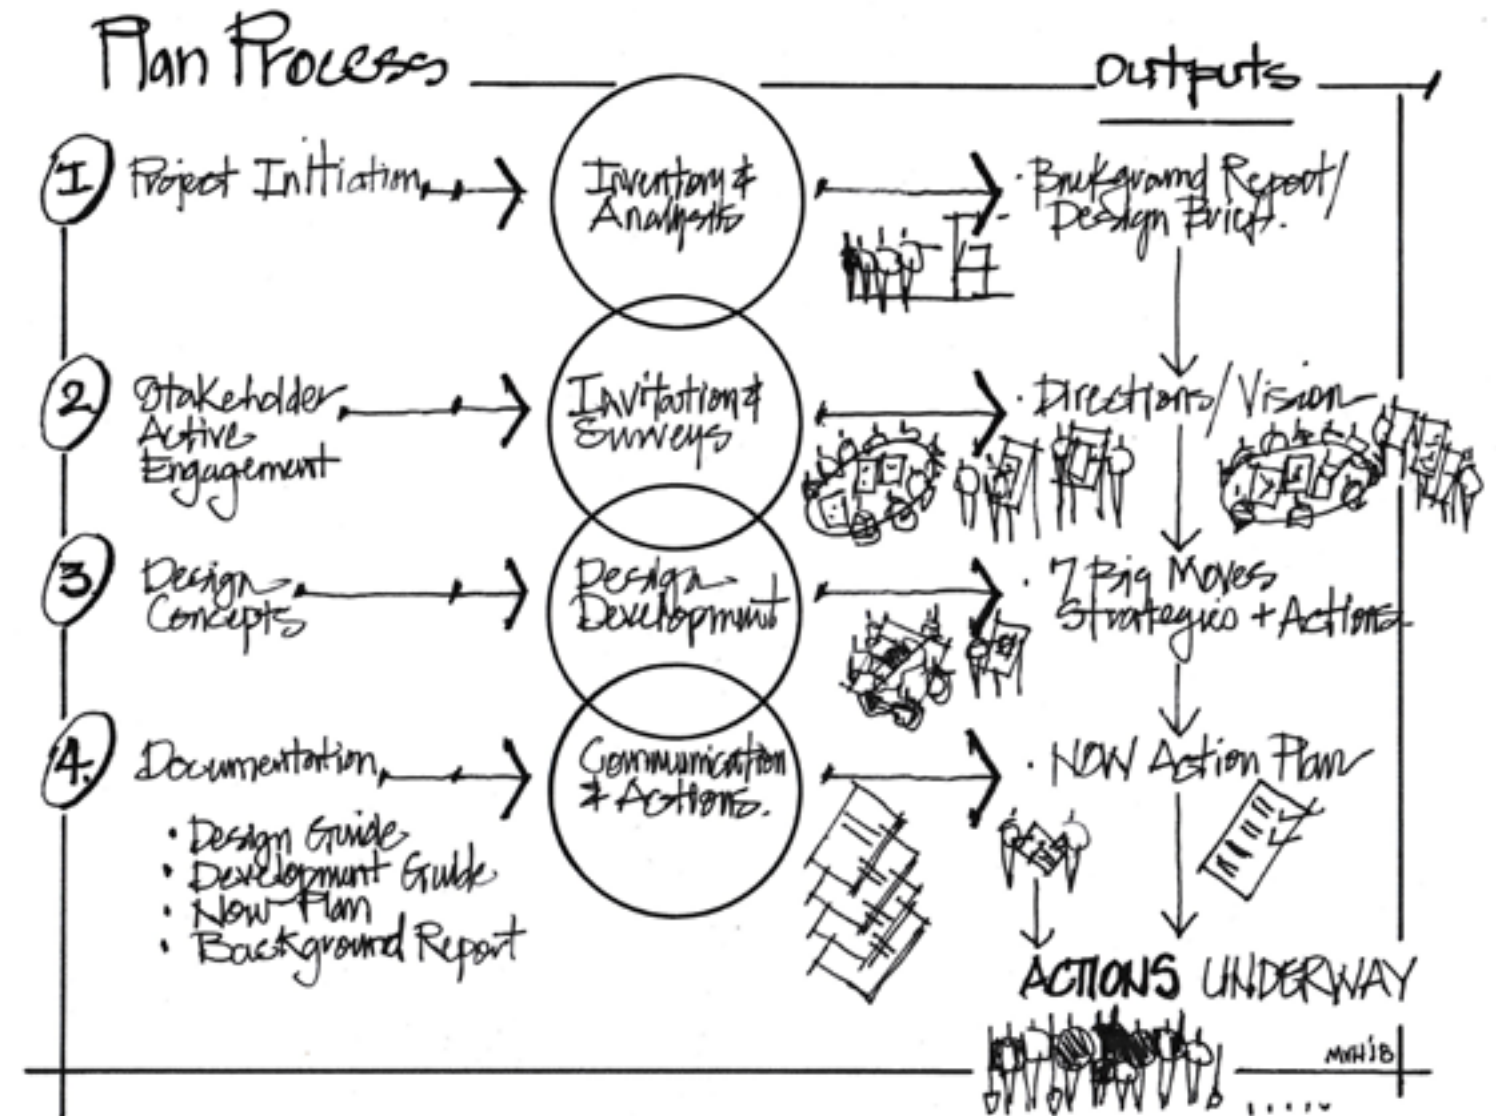 Plan Process
Outputs
1 Project Initiation
Inventory &
Analysis
· Background Report/
Design Brief.
2 Stakeholder
Active
Engagement
Invitation &
Surveys
· Directions/Vision
3. Design
Concepts
Design
Development
· 7 Big Moves
Strategies + Actions
4. Documentation
Communication
& Actions.
· NOW Action Plan
· Design Guide
· Development Guide
· Now Plan
· Background Report
ACTIONS UNDERWAY